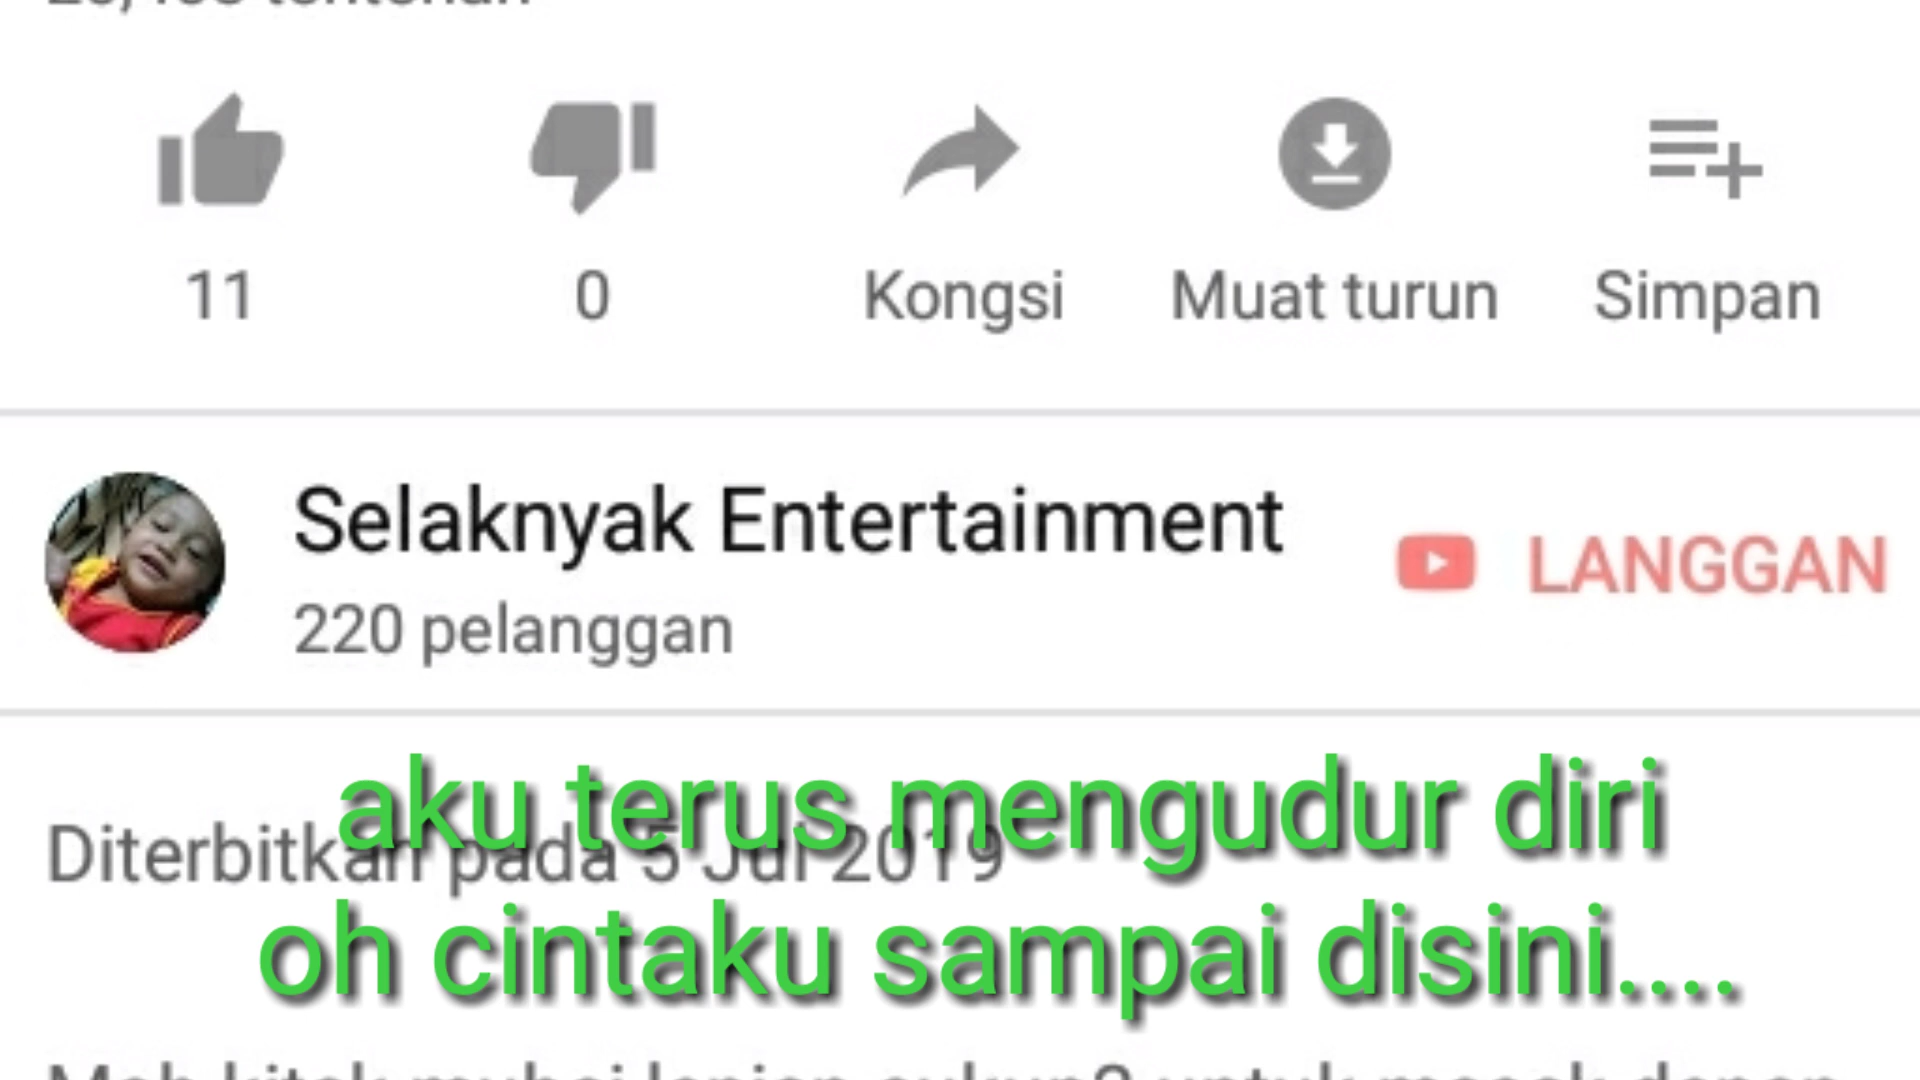 11
0
Kongsi
Muat turun
Simpan
Selaknyak Entertainment
LANGGAN
220 pelanggan
aku terus mengudur diri
Diterbitkan pada 5 Jul 2019
oh cintaku sampai disini....